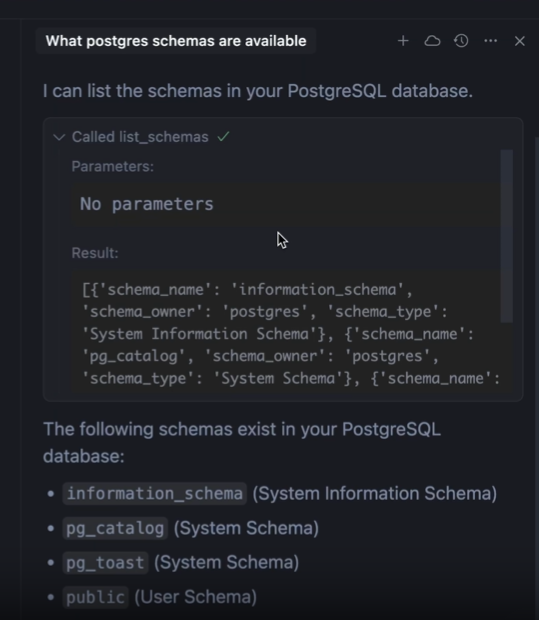 What postgres schemas are available
I can list the schemas in your PostgreSQL database.
Called list_schemas
Parameters:
No parameters
Result:
[{'schema_name': 'information_schema',
'schema_owner': 'postgres', 'schema_type':
'System Information Schema'}, {'schema_name':
'pg_catalog', 'schema_owner': 'postgres',
'schema_type': 'System Schema'}, {'schema_name':
The following schemas exist in your PostgreSQL
database:
• information_schema (System Information Schema)
• pg_catalog (System Schema)
• pg_toast (System Schema)
• public (User Schema)